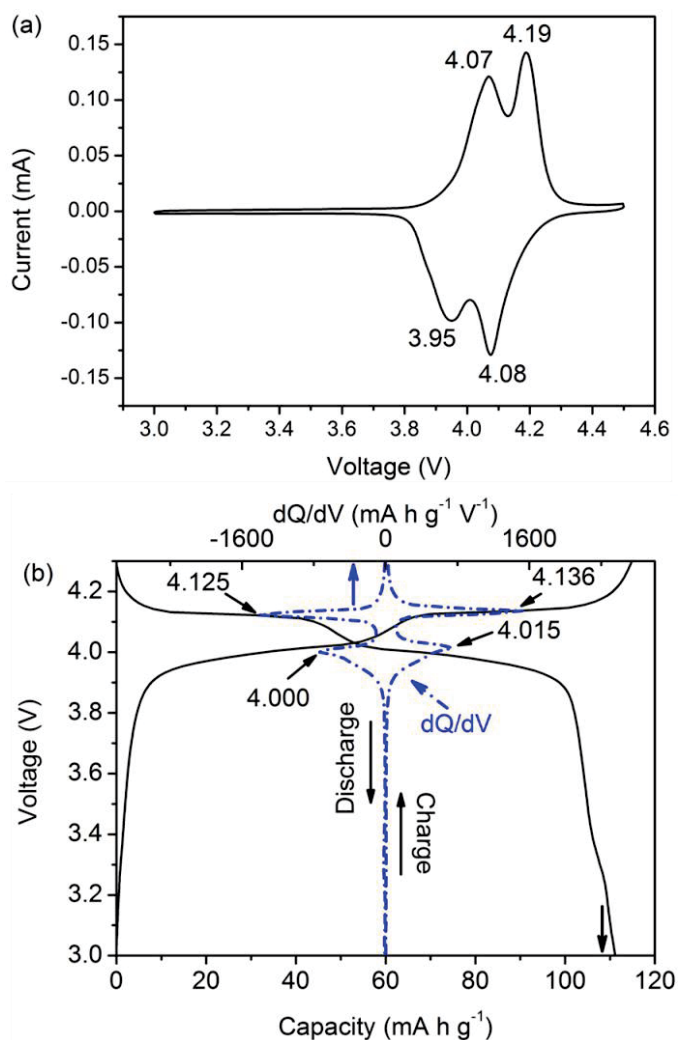 (a)
0.15
0.10
0.05
0.00
-0.05
-0.10
-0.15
Current (mA)
4.07
4.19
3.95
4.08
3.0 3.2 3.4 3.6 3.8 4.0 4.2 4.4 4.6
Voltage (V)
dQ/dV (mA h g⁻¹ V⁻¹)
-1600 0 1600
(b)
4.2
4.0
3.8
3.6
3.4
3.2
3.0
Voltage (V)
4.125
4.136
4.015
4.000
dQ/dV
Discharge
Charge
0 20 40 60 80 100 120
Capacity (mA h g⁻¹)